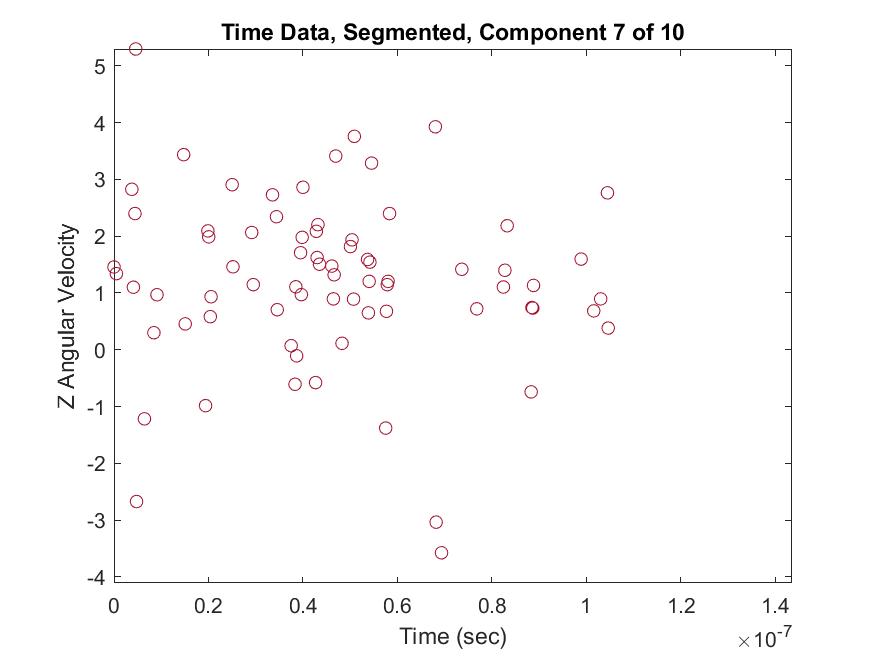 Time Data, Segmented, Component 7 of 10
5
4
3
2
1
0
-1
-2
-3
-4
Z Angular Velocity
0 0.2 0.4 0.6 0.8 1 1.2 1.4
Time (sec)
×10-7